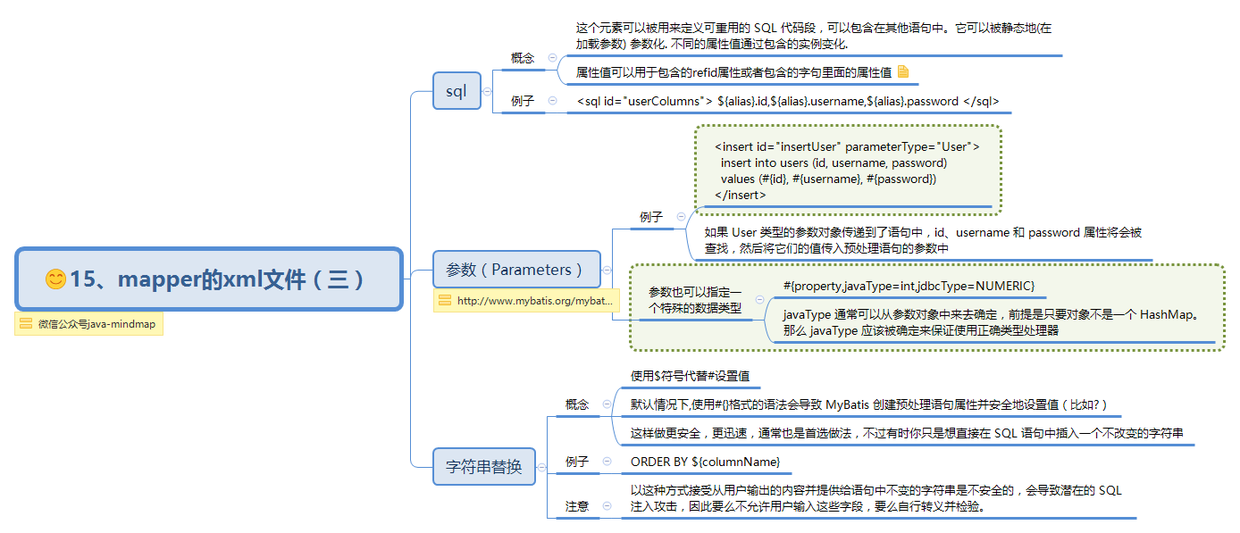 15、mapper的xml文件（三）
微信公众号java-mindmap
sql
概念
这个元素可以被用来定义可重用的 SQL 代码段，可以包含在其他语句中。它可以被静态地(在
加载参数) 参数化. 不同的属性值通过包含的实例变化.
属性值可以用于包含的refid属性或者包含的字句里面的属性值
例子
<sql id="userColumns"> ${alias}.id,${alias}.username,${alias}.password </sql>
参数（Parameters）
http://www.mybatis.org/mybat...
例子
<insert id="insertUser" parameterType="User">
insert into users (id, username, password)
values (#{id}, #{username}, #{password})
</insert>
如果 User 类型的参数对象传递到了语句中，id、username 和 password 属性将会被
查找，然后将它们的值传入预处理语句的参数中
参数也可以指定一
个特殊的数据类型
#{property,javaType=int,jdbcType=NUMERIC}
javaType 通常可以从参数对象中来去确定，前提是只要对象不是一个 HashMap。
那么 javaType 应该被确定来保证使用正确类型处理器
字符串替换
概念
使用$符号代替#设置值
默认情况下,使用#{}格式的语法会导致 MyBatis 创建预处理语句属性并安全地设置值（比如?）
这样做更安全，更迅速，通常也是首选做法，不过有时你只是想直接在 SQL 语句中插入一个不改变的字符串
例子
ORDER BY ${columnName}
注意
以这种方式接受从用户输出的内容并提供给语句中不变的字符串是不安全的，会导致潜在的 SQL
注入攻击，因此要么不允许用户输入这些字段，要么自行转义并检验。